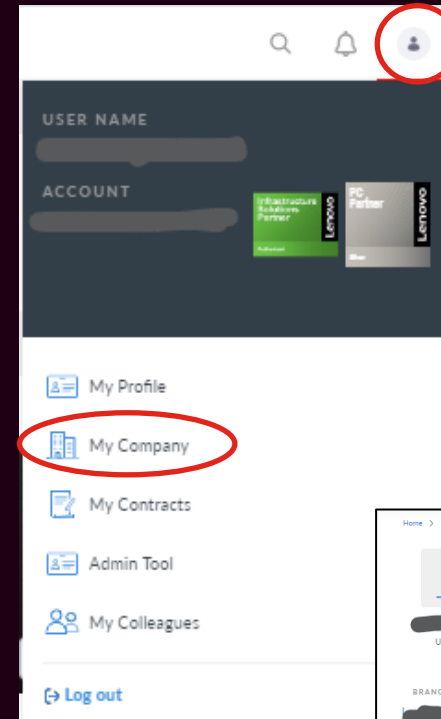 USER NAME
ACCOUNT
Infrastructure
Solutions
Partner
Lenovo
PC
Partner
Lenovo
My Profile
My Company
My Contracts
Admin Tool
My Colleagues
Log out
Home >
U
BRANC